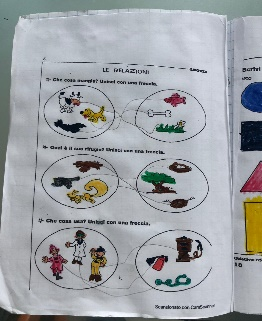 LE RELAZIONI
1- Che cosa mangia? Unisci con una freccia.
2- Qual è il suo rifugio? Unisci con una freccia.
3- Che cosa usa? Unisci con una freccia.
Scansionato con CamScanner